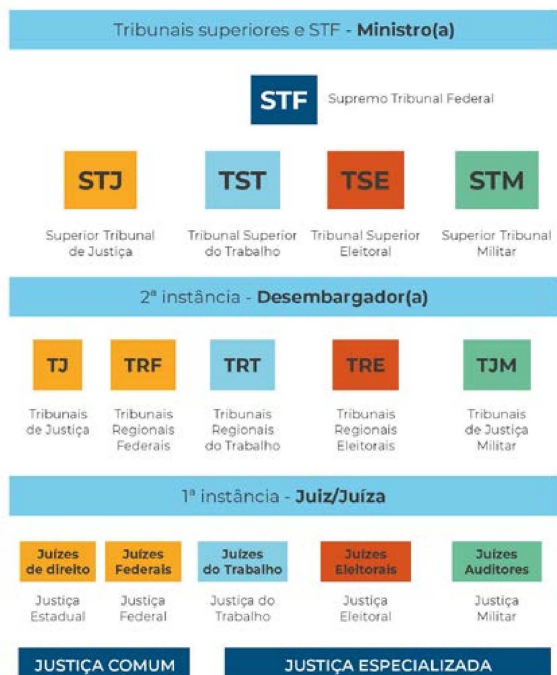 Tribunais superiores e STF - Ministro(a)
STF
Supremo Tribunal Federal
STJ
TST
TSE
STM
Superior Tribunal
de Justiça
Tribunal Superior
do Trabalho
Tribunal Superior
Eleitoral
Superior Tribunal
Militar
2ª instância - Desembargador(a)
TJ
TRF
TRT
TRE
TJM
Tribunais
de Justiça
Tribunais
Regionais
Federais
Tribunais
Regionais
do Trabalho
Tribunais
Regionais
Eleitorais
Tribunais
de Justiça
Militar
1ª instância - Juiz/Juíza
Juízes
de direito
Juízes
Federais
Juízes
do Trabalho
Juízes
Eleitorais
Juízes
Auditores
Justiça
Estadual
Justiça
Federal
Justiça do
Trabalho
Justiça
Eleitoral
Justiça
Militar
JUSTIÇA COMUM
JUSTIÇA ESPECIALIZADA